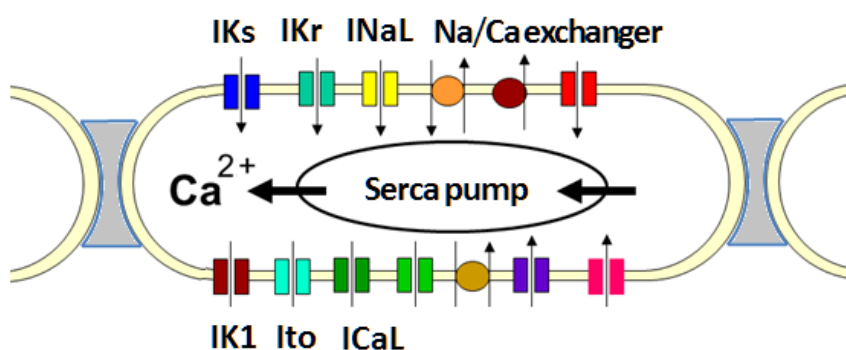 IKs IKr INaL Na/Ca exchanger
Ca2+ Serca pump
IK1 Ito ICaL